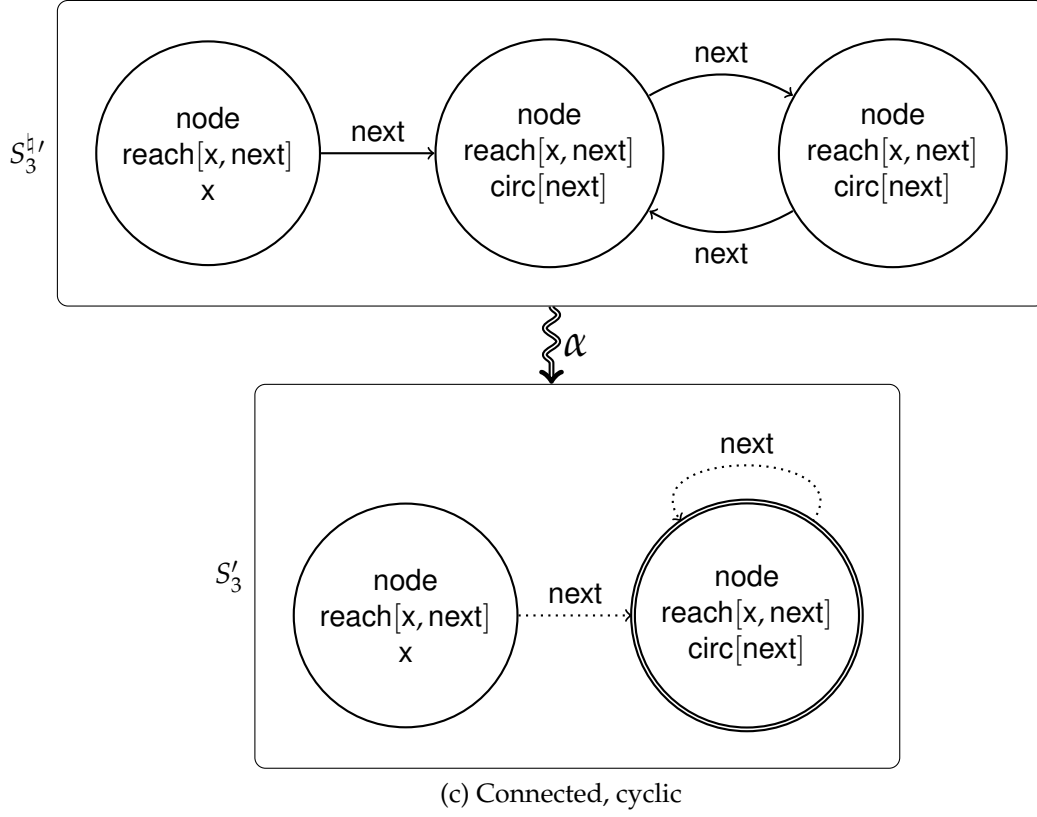 next
node
reach[x, next]
x
next
node
reach[x, next]
circ[next]
node
reach[x, next]
circ[next]
S₃♮′
next
α
next
node
reach[x, next]
x
next
node
reach[x, next]
circ[next]
S₃′
(c) Connected, cyclic